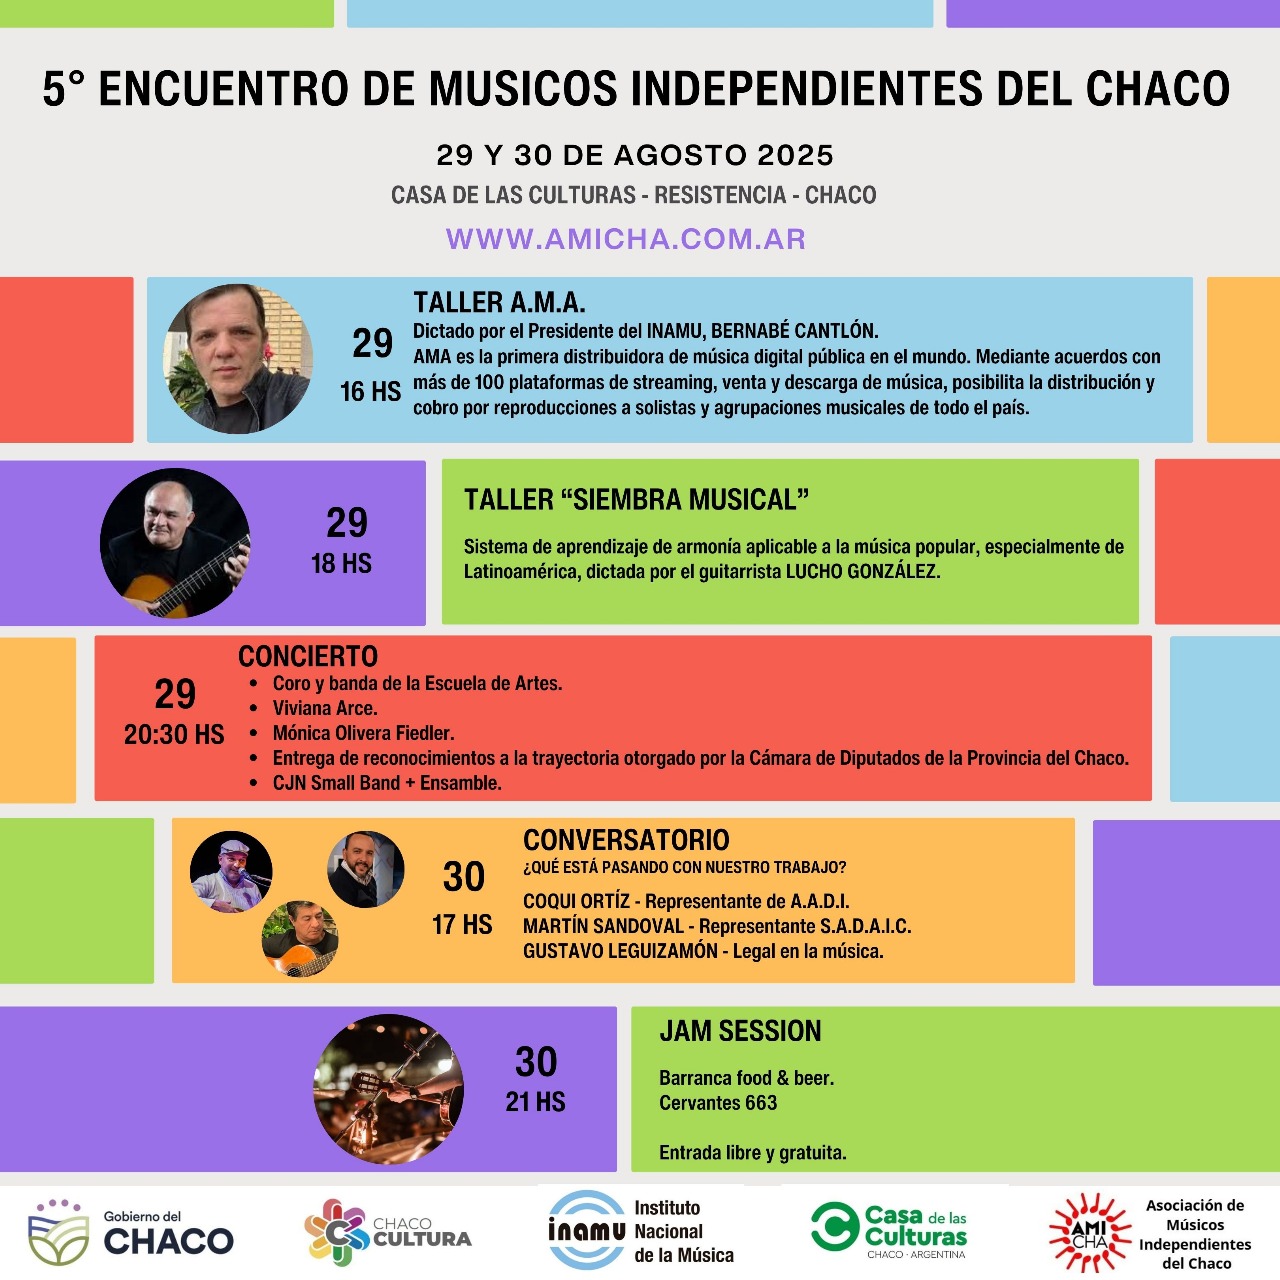 5° ENCUENTRO DE MUSICOS INDEPENDIENTES DEL CHACO
29 Y 30 DE AGOSTO 2025
CASA DE LAS CULTURAS - RESISTENCIA - CHACO
WWW.AMICHA.COM.AR
29
16 HS
TALLER A.M.A.
Dictado por el Presidente del INAMU, BERNABÉ CANTLÓN.
AMA es la primera distribuidora de música digital pública en el mundo. Mediante acuerdos con
más de 100 plataformas de streaming, venta y descarga de música, posibilita la distribución y
cobro por reproducciones a solistas y agrupaciones musicales de todo el país.
29
18 HS
TALLER “SIEMBRA MUSICAL”
Sistema de aprendizaje de armonía aplicable a la música popular, especialmente de
Latinoamérica, dictada por el guitarrista LUCHO GONZÁLEZ.
29
20:30 HS
CONCIERTO
• Coro y banda de la Escuela de Artes.
• Viviana Arce.
• Mónica Olivera Fiedler.
• Entrega de reconocimientos a la trayectoria otorgado por la Cámara de Diputados de la Provincia del Chaco.
• CJN Small Band + Ensamble.
30
17 HS
CONVERSATORIO
¿QUÉ ESTÁ PASANDO CON NUESTRO TRABAJO?
COQUI ORTÍZ - Representante de A.A.D.I.
MARTÍN SANDOVAL - Representante S.A.D.A.I.C.
GUSTAVO LEGUIZAMÓN - Legal en la música.
30
21 HS
JAM SESSION
Barranca food & beer.
Cervantes 663
Entrada libre y gratuita.
Gobierno del
CHACO
C
CHACO
CULTURA
inamu
Instituto
Nacional
de la Música
Casa de las
Culturas
CHACO · ARGENTINA
AMI
CHA
Asociación de
Músicos
Independientes
del Chaco